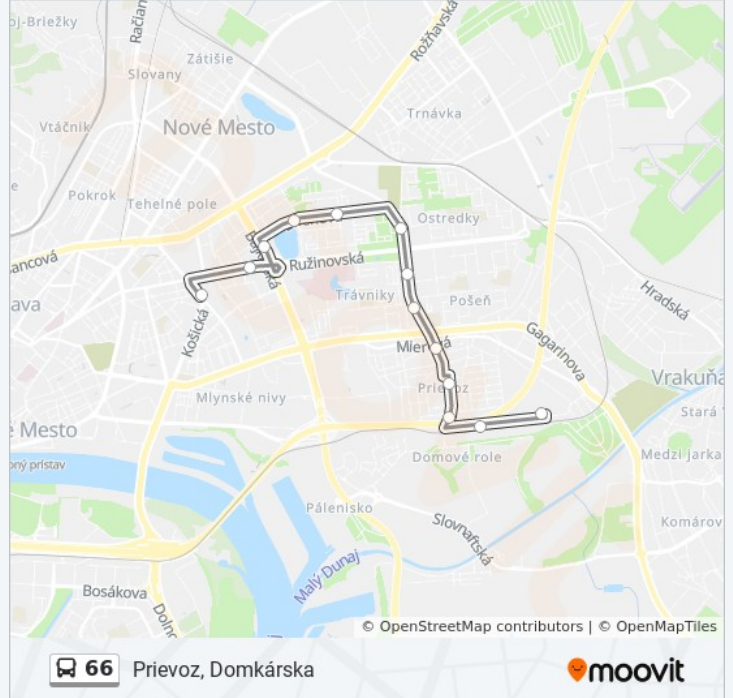 oj-Briežky
Račian
Rožňavská
Zátišie
Slovany
Trnávka
Vtáčnik
Nové Mesto
Pokrok
Tehelné pole
Ostredky
ancová
Ružinovská
ava
Trávniky
Pošeň
Hradská
Košická
Mierová
Gagarinova
Vrakuňa
Mlynské nivy
Prievoz
Stará
é Mesto
Domové role
Medzi jarka
ný prístav
Pálenisko
Slovnaftská
Komárov
Malý Dunaj
Bosákova
Dolno
© OpenStreetMap contributors | © OpenMapTiles
66 Prievoz, Domkárska
moovit